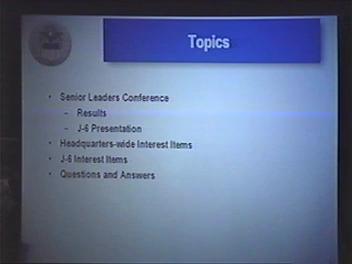 Topics
• Senior Leaders Conference
– Results
– J-6 Presentation
• Headquarters-wide Interest Items
• J-6 Interest Items
• Questions and Answers